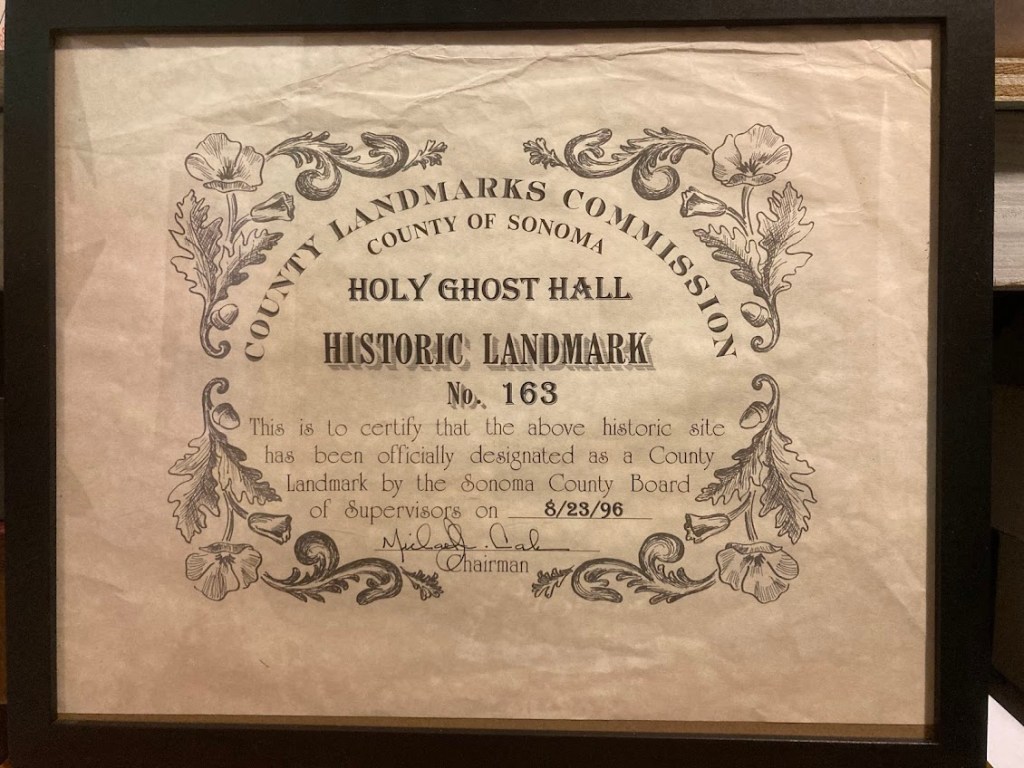 COUNTY LANDMARKS COMMISSION
COUNTY OF SONOMA
HOLY GHOST HALL
HISTORIC LANDMARK
No. 163
This is to certify that the above historic site
has been officially designated as a County
Landmark by the Sonoma County Board
of Supervisors on 8/23/96
Chairman